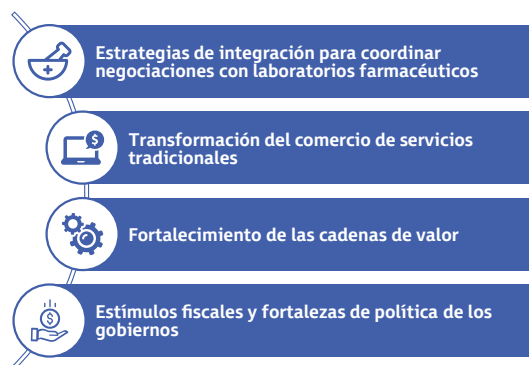 Estrategias de integración para coordinar
negociaciones con laboratorios farmacéuticos
$
Transformación del comercio de servicios
tradicionales
Fortalecimiento de las cadenas de valor
$
Estímulos fiscales y fortalezas de política de los
gobiernos